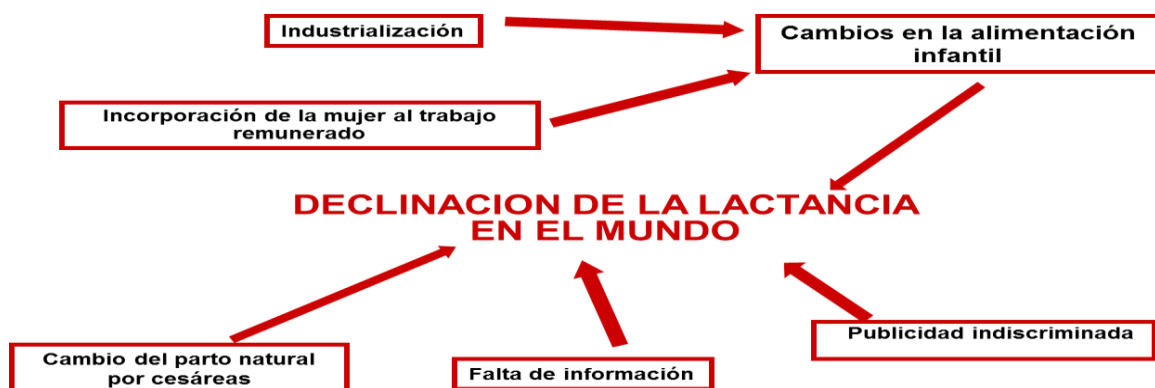 Industrialización
Cambios en la alimentación
infantil
Incorporación de la mujer al trabajo
remunerado
DECLINACION DE LA LACTANCIA
EN EL MUNDO
Cambio del parto natural
por cesáreas
Falta de información
Publicidad indiscriminada